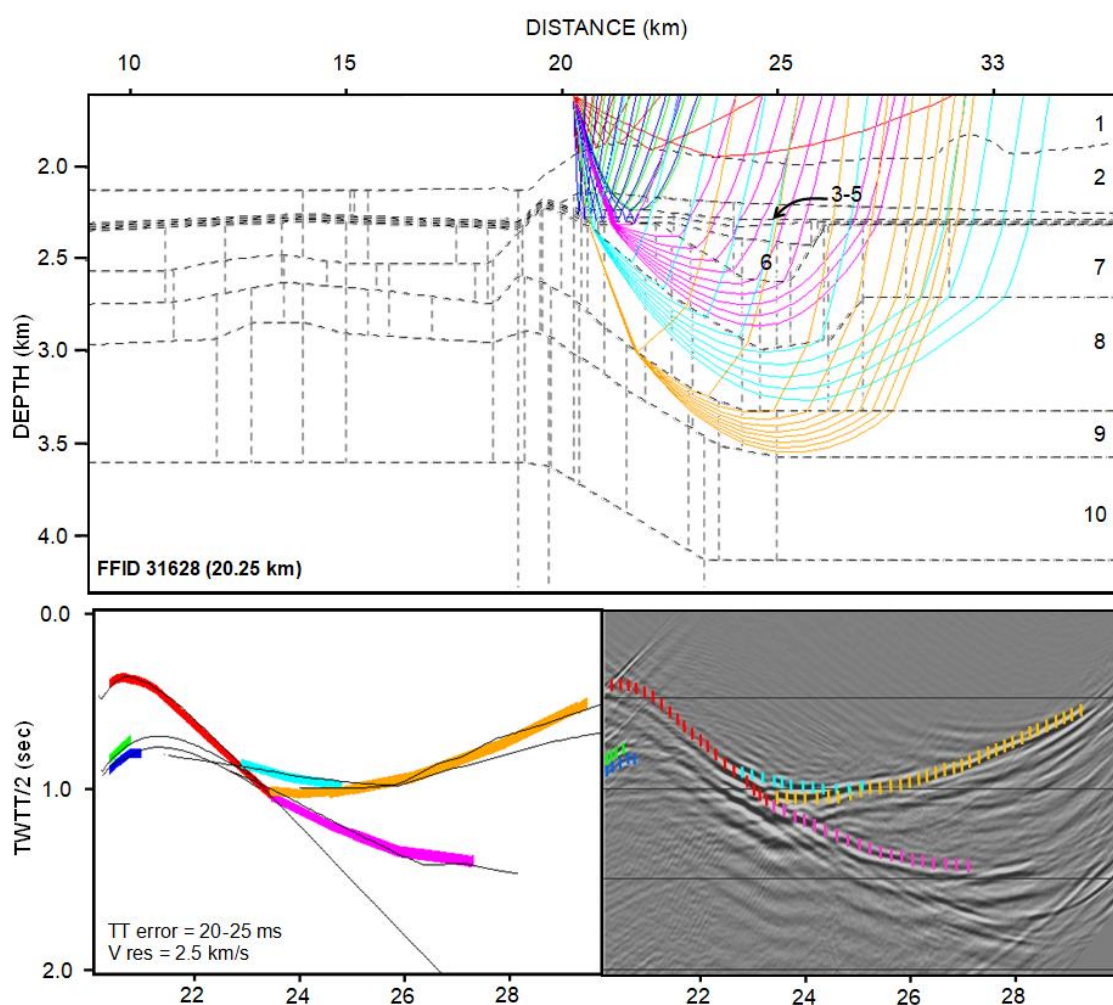 DISTANCE (km)
10 15 20 25 33
1
2.0
2
3-5
2.5
6
7
DEPTH (km)
3.0
8
3.5
9
4.0
10
FFID 31628 (20.25 km)
0.0
TWTT/2 (sec)
1.0
TT error = 20-25 ms
V res = 2.5 km/s
2.0
22 24 26 28 22 24 26 28